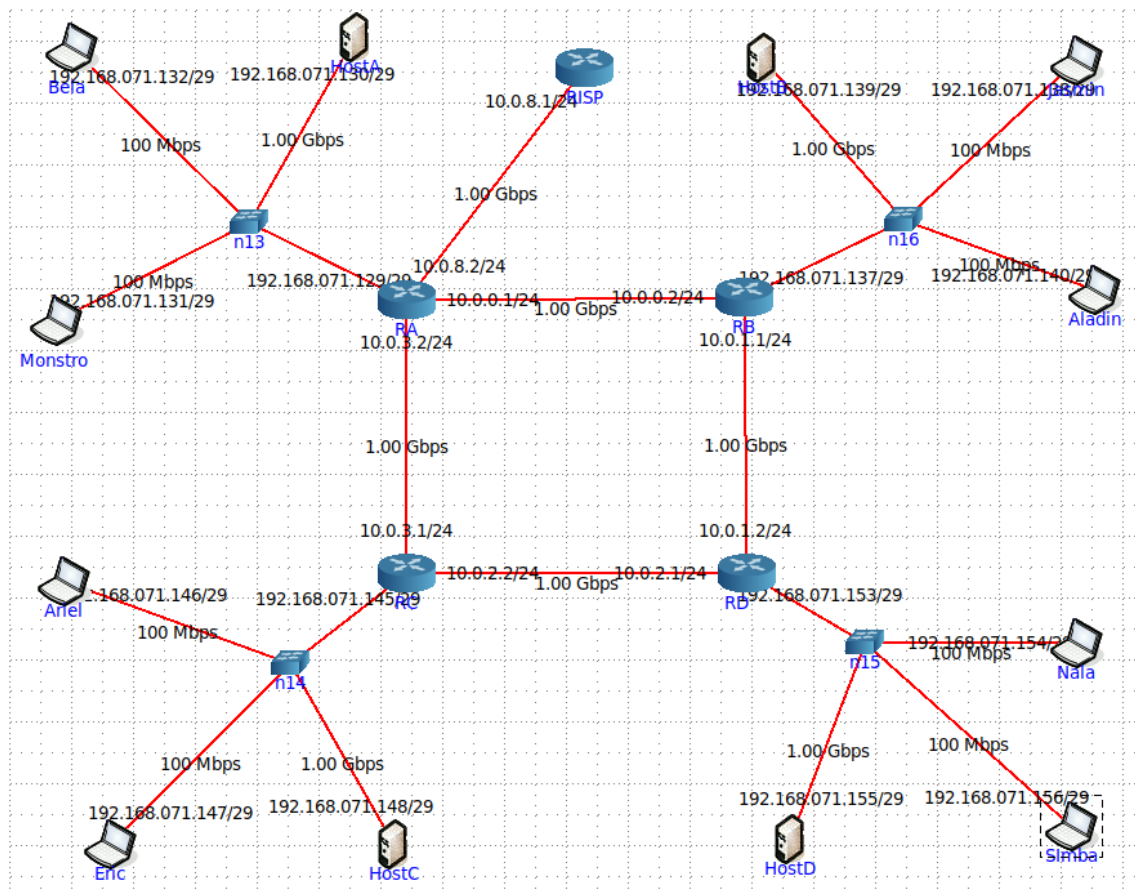 192.168.071.132/29
Bela
HostA
192.168.071.130/29
RISP
10.0.8.1/24
HostB
192.168.071.139/29
192.168.071.138/29
Jasmin
100 Mbps
1.00 Gbps
1.00 Gbps
1.00 Gbps
100 Mbps
n13
n16
100 Mbps
192.168.071.131/29
Monstro
192.168.071.129/29
10.0.8.2/24
RA
10.0.0.1/24
1.00 Gbps
10.0.0.2/24
RB
192.168.071.137/29
100 Mbps
192.168.071.140/29
Aladin
10.0.3.2/24
10.0.1.1/24
1.00 Gbps
1.00 Gbps
10.0.3.1/24
10.0.1.2/24
RC
10.0.2.2/24
1.00 Gbps
10.0.2.1/24
RD
192.168.071.146/29
Ariel
192.168.071.145/29
192.168.071.153/29
100 Mbps
n14
n15
192.168.071.154/29
100 Mbps
Nala
100 Mbps
1.00 Gbps
1.00 Gbps
100 Mbps
192.168.071.147/29
Eric
192.168.071.148/29
HostC
192.168.071.155/29
HostD
192.168.071.156/29
SImba